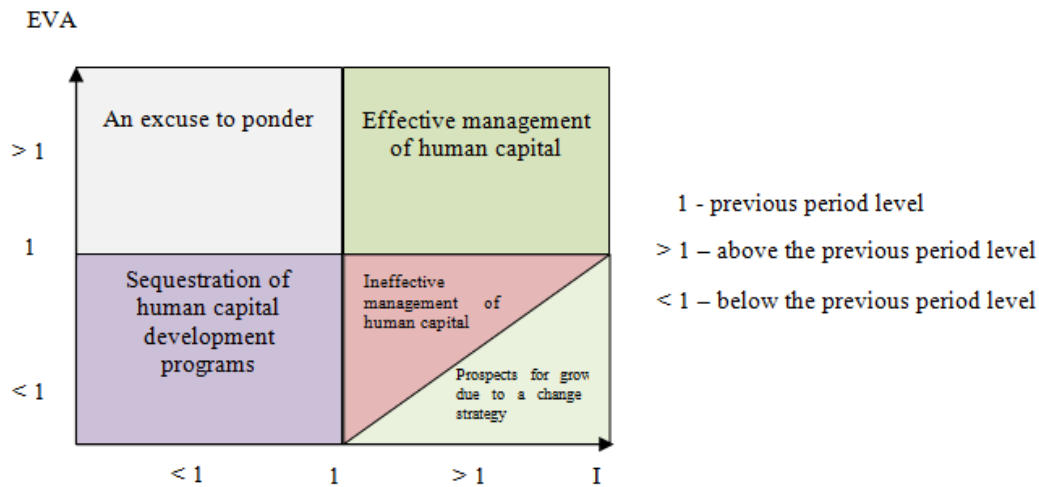 EVA
An excuse to ponder
Effective management
of human capital
> 1
1
Sequestration of
human capital
development
programs
Ineffective
management of
human capital
Prospects for grow
due to a change
strategy
< 1
< 1
1
> 1
I
1 - previous period level
> 1 – above the previous period level
< 1 – below the previous period level